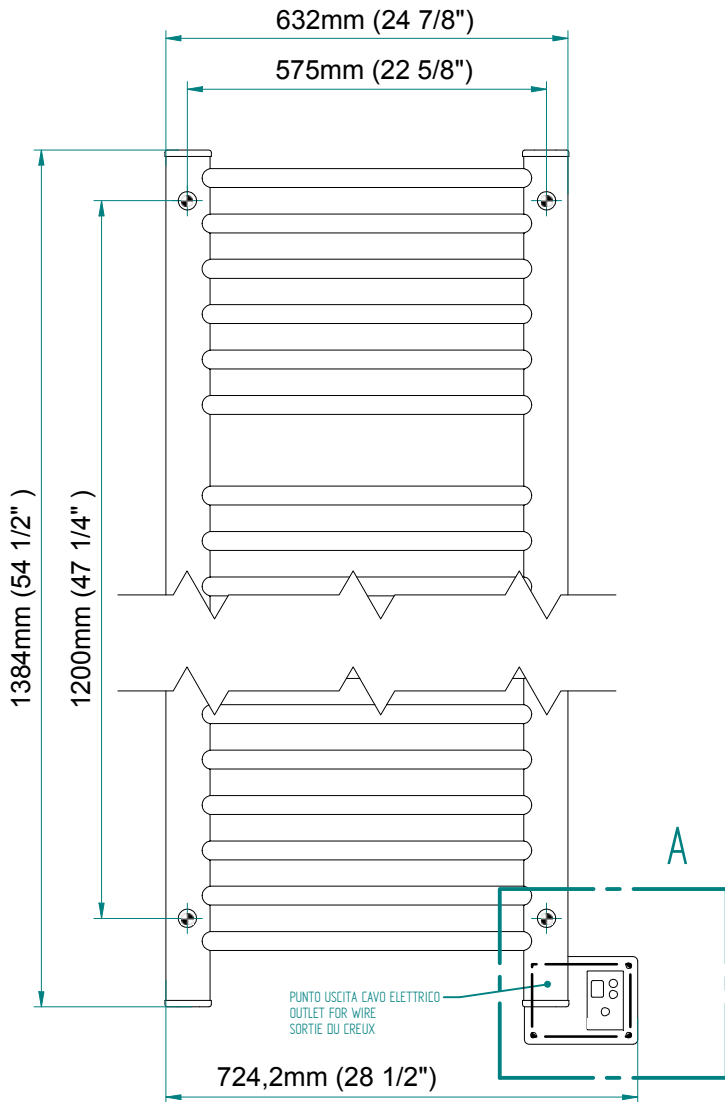 632mm (24 7/8")
575mm (22 5/8")
1384mm (54 1/2" )
1200mm (47 1/4" )
A
PUNTO USCITA CAVO ELETTRICO
OUTLET FOR WIRE
SORTIE DU CREUX
724,2mm (28 1/2")